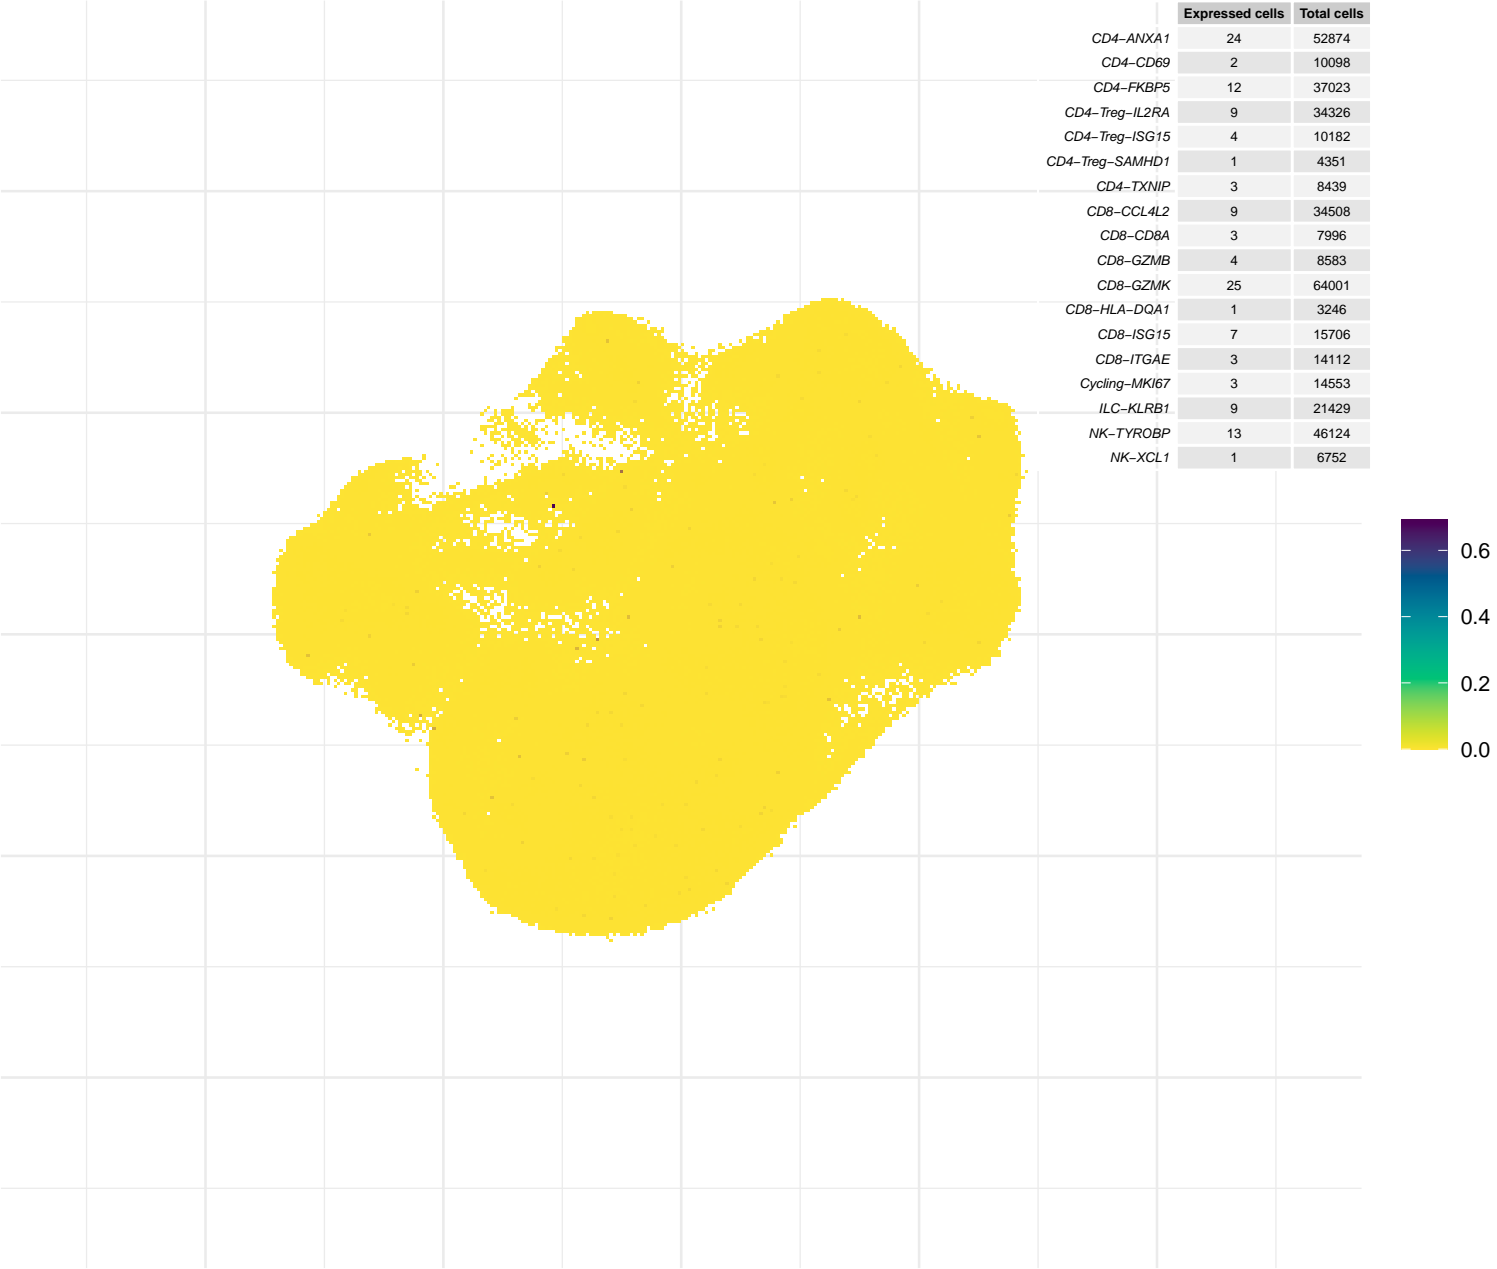 Expressed cells Total cells
CD4−ANXA1 24 52874
CD4−CD69 2 10098
CD4−FKBP5 12 37023
CD4−Treg−IL2RA 9 34326
CD4−Treg−ISG15 4 10182
CD4−Treg−SAMHD1 1 4351
CD4−TXNIP 3 8439
CD8−CCL4L2 9 34508
CD8−CD8A 3 7996
CD8−GZMB 4 8583
CD8−GZMK 25 64001
CD8−HLA−DQA1 1 3246
CD8−ISG15 7 15706
CD8−ITGAE 3 14112
Cycling−MKI67 3 14553
ILC−KLRB1 9 21429
NK−TYROBP 13 46124
NK−XCL1 1 6752
0.6
0.4
0.2
0.0